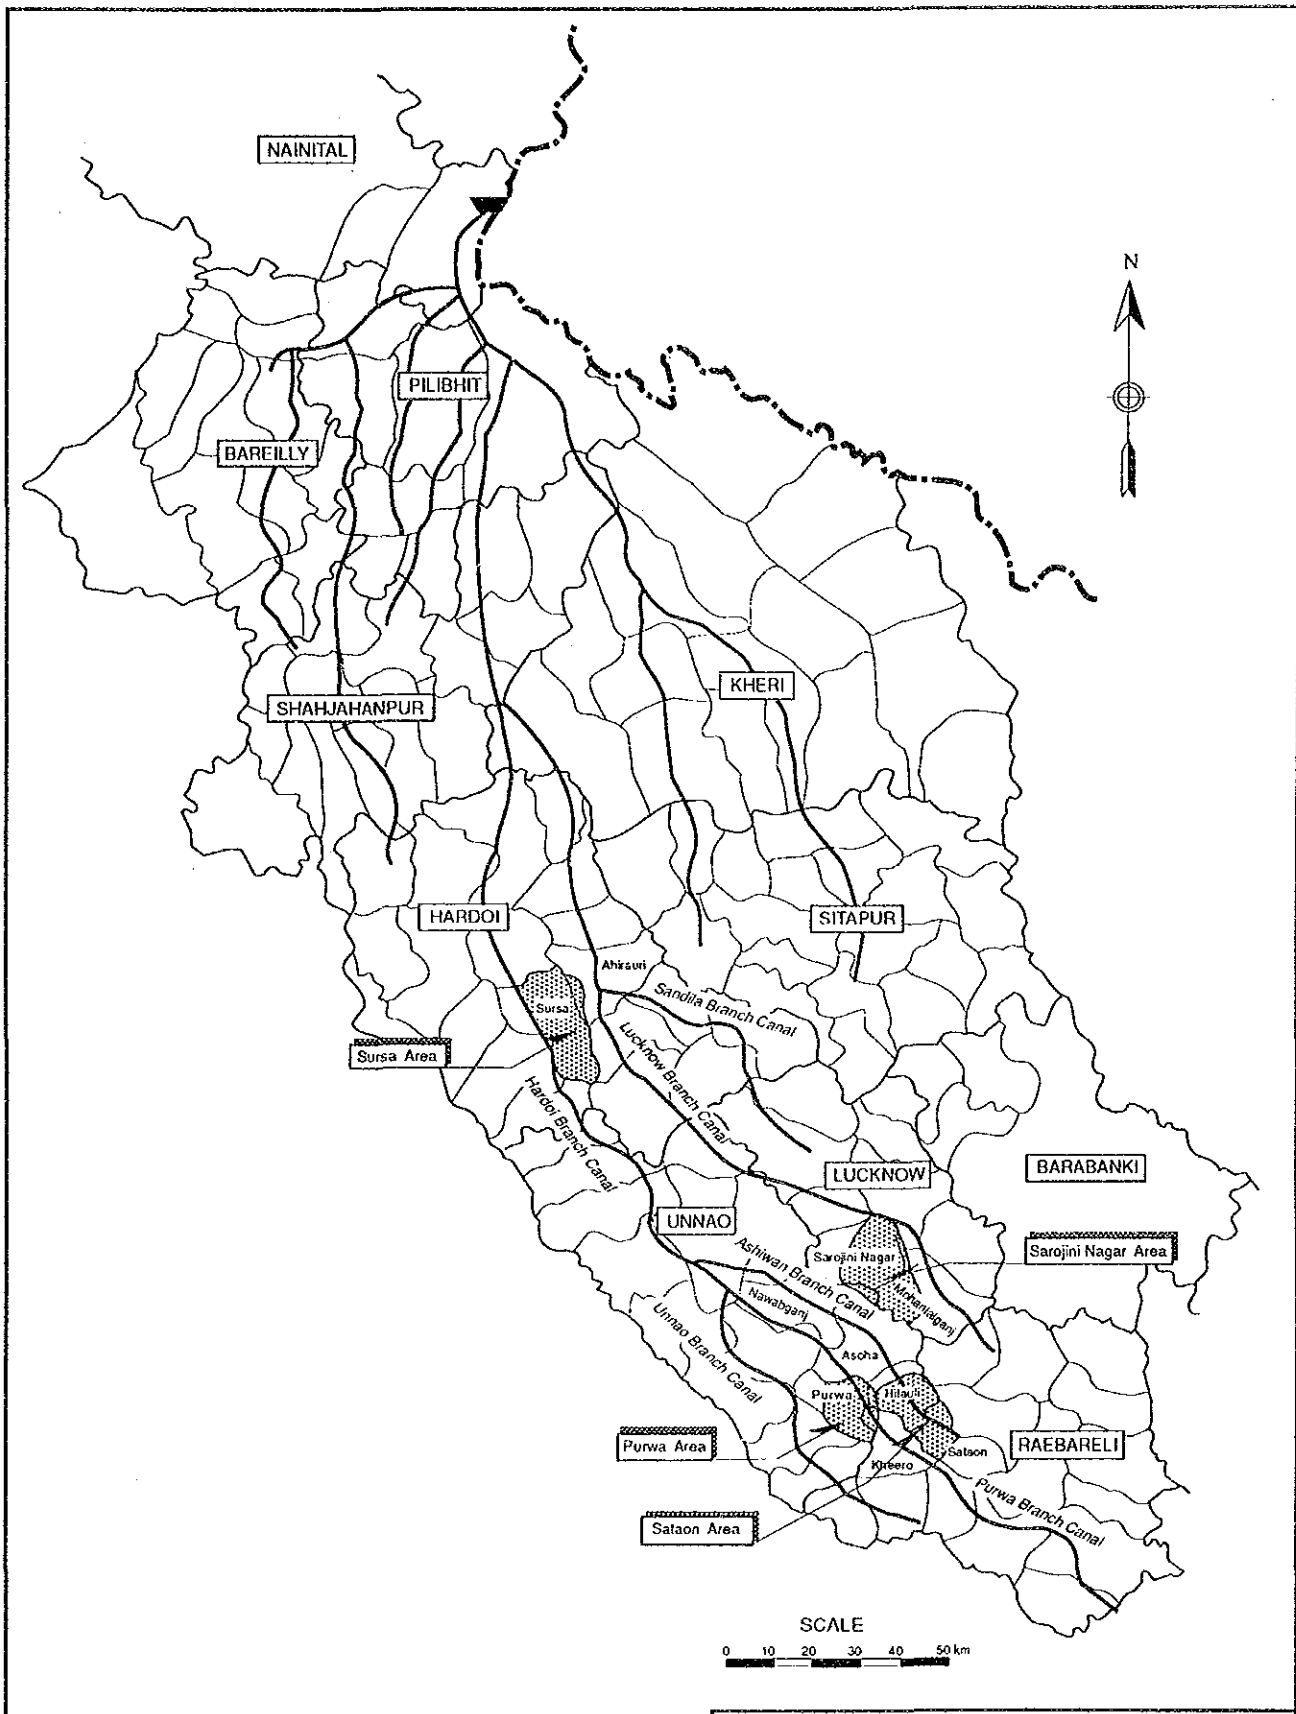 NAINITAL
N
PILIBHIT
BAREILLY
KHERI
SHAHJAHANPUR
HARDOI
SITAPUR
Ahirauri
Sandila Branch Canal
Sursa
Lucknow Branch Canal
Sursa Area
Hardoi Branch Canal
LUCKNOW
BARABANKI
UNNAO
Sarojini Nagar
Sarojini Nagar Area
Ashiwan Branch Canal
Mohanlalganj
Nawabganj
Unnao Branch Canal
Asoha
Purwa
Hilauli
Purwa Area
RAEBARELI
Sataon
Kheero
Purwa Branch Canal
Sataon Area
SCALE
0 10 20 30 40 50 km